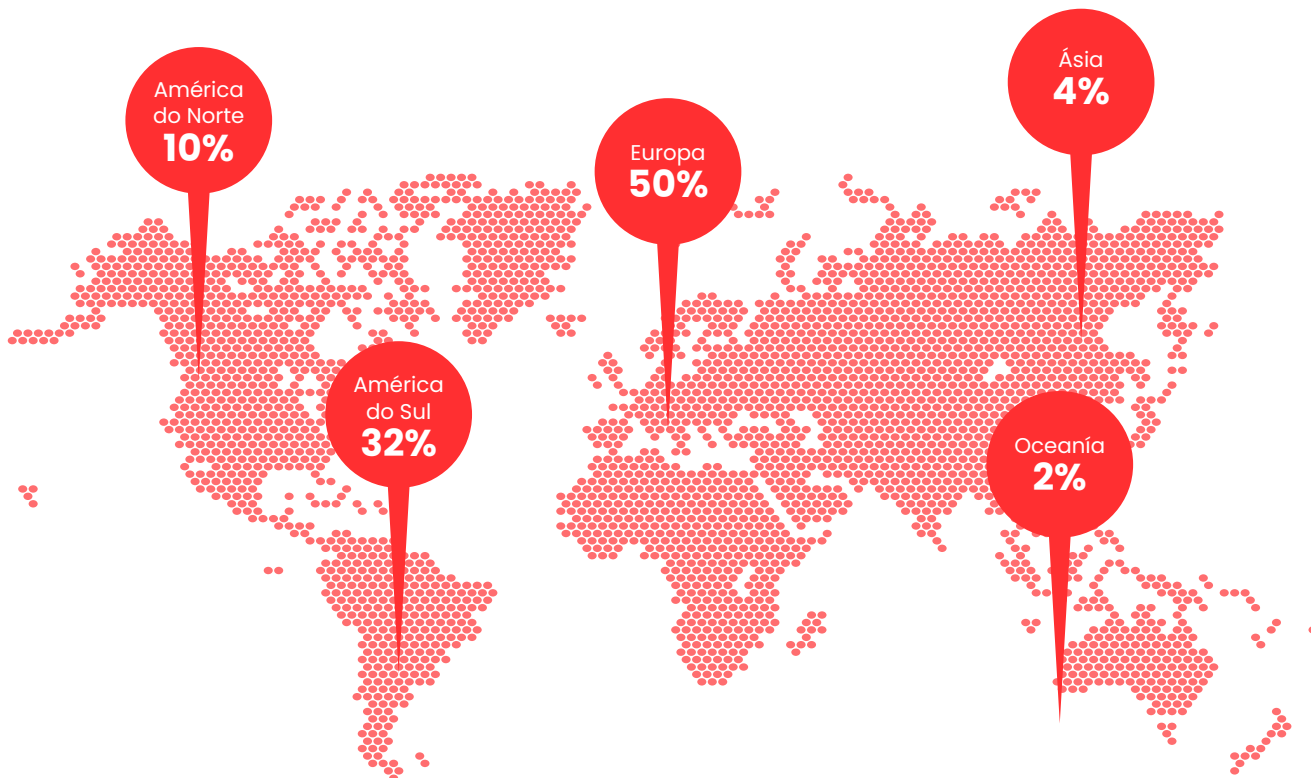 América
do Norte
10%
América
do Sul
32%
Europa
50%
Ásia
4%
Oceanía
2%